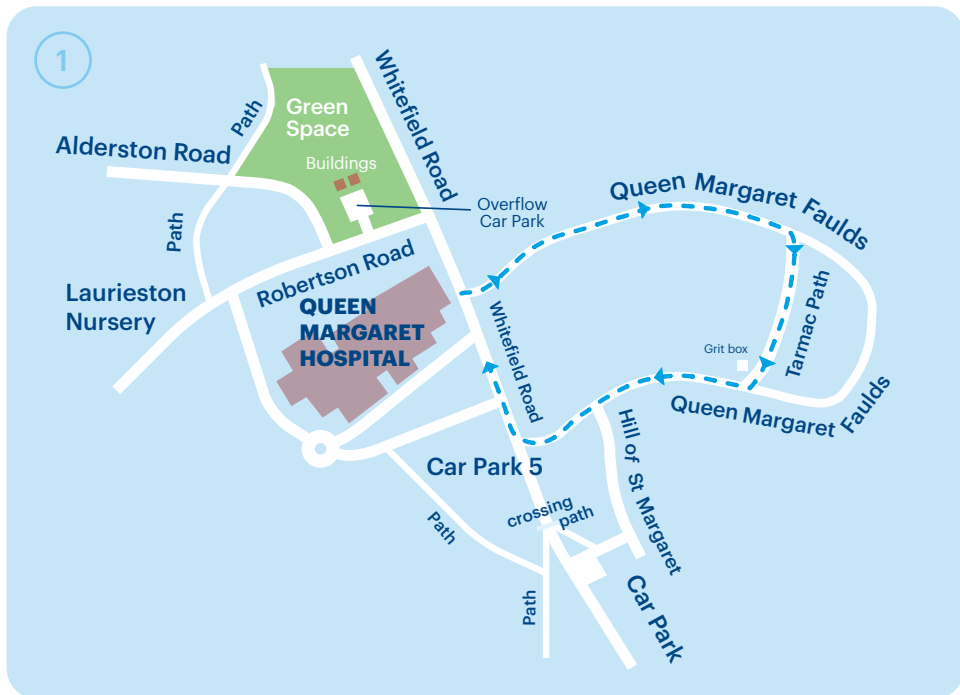 1
Whitefield Road
Path
Green
Space
Alderston Road
Buildings
Overflow
Car Park
Queen Margaret Faulds
Path
Robertson Road
Laurieston
Nursery
QUEEN
MARGARET
HOSPITAL
Whitefield Road
Tarmac Path
Grit box
Queen Margaret Faulds
Hill of St Margaret
Car Park 5
crossing
path
Path
Path
Car Park